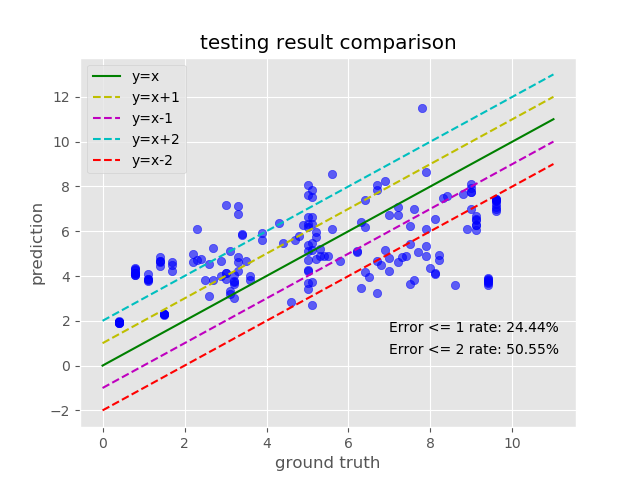 testing result comparison
y=x
y=x+1
y=x-1
y=x+2
y=x-2
12
10
8
6
4
2
0
−2
prediction
Error <= 1 rate: 24.44%
Error <= 2 rate: 50.55%
0 2 4 6 8 10
ground truth